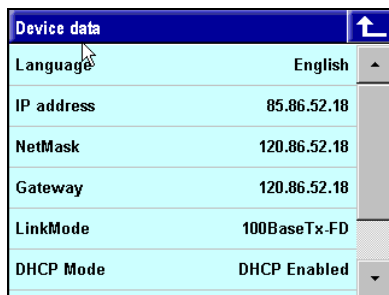 Device data
Language English
IP address 85.86.52.18
NetMask 120.86.52.18
Gateway 120.86.52.18
LinkMode 100BaseTx-FD
DHCP Mode DHCP Enabled